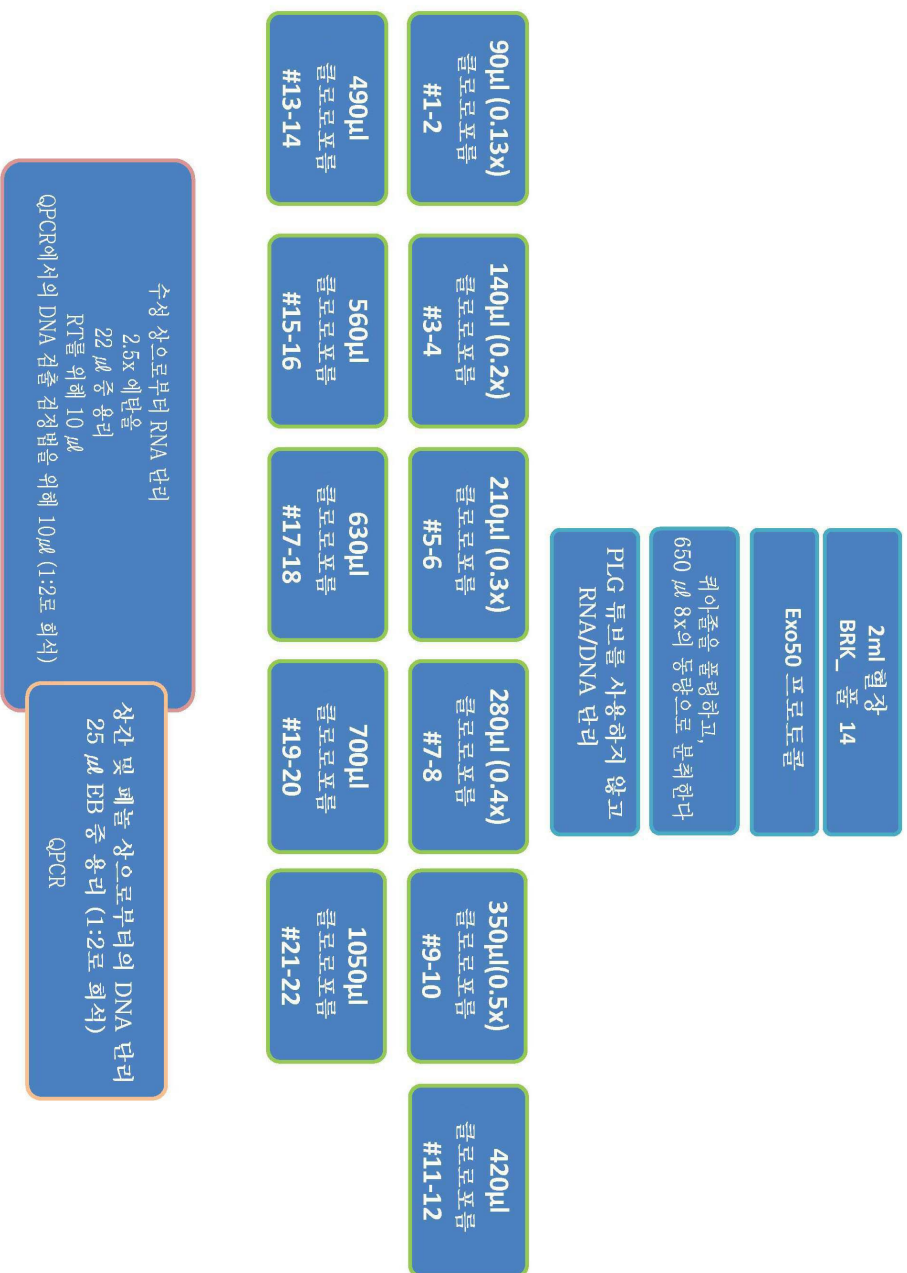 2ml 혈장
BRK_ 풀 14
Exo50 프로토콜
퀴아졸을 풀링하고,
650 ㎕ 8x의 동량으로 분취한다
PLG 튜브를 사용하지 않고
RNA/DNA 단리
90µl (0.13x)
클로로포름
#1-2
140µl (0.2x)
클로로포름
#3-4
210µl (0.3x)
클로로포름
#5-6
280µl (0.4x)
클로로포름
#7-8
350µl(0.5x)
클로로포름
#9-10
420µl
클로로포름
#11-12
490µl
클로로포름
#13-14
560µl
클로로포름
#15-16
630µl
클로로포름
#17-18
700µl
클로로포름
#19-20
1050µl
클로로포름
#21-22
수성 상으로부터 RNA 단리
2.5x 에탄올
22 ㎕ 중 용리
RT를 위해 10 ㎕
QPCR에서의 DNA 검출 검정법을 위해 10㎕ (1:2로 희석)
상간 및 페놀 상으로부터의 DNA 단리
25 ㎕ EB 중 용리 (1:2로 희석)
QPCR